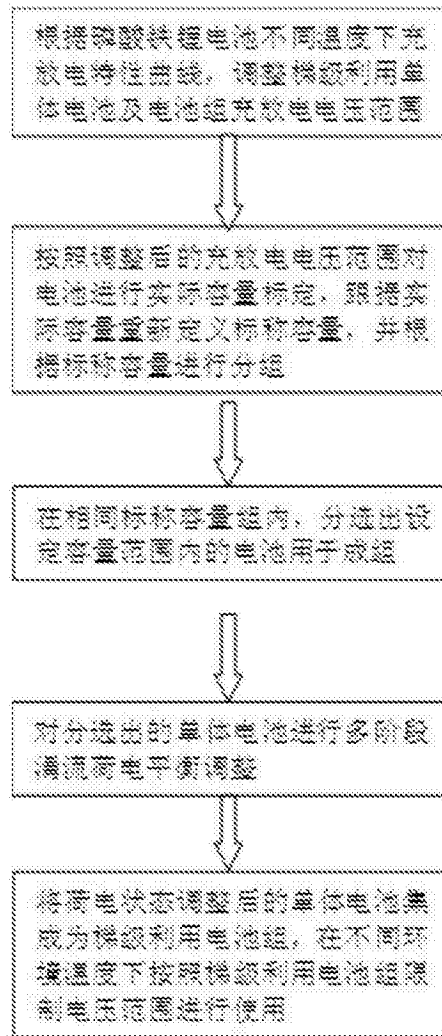 根据磷酸铁锂电池不同温度下充
放电特性曲线，调整梯级利用单
体电池及电池组充放电电压范围
按照调整后的充放电电压范围对
电池进行实际容量标定，跟据实
际容量重新定义标称容量，并根
据标称容量进行分组
在相同标称容量组内，分选出设
定容量范围内的电池用于成组
对分选出的单体电池进行多阶段
涓流荷电平衡调整
将荷电状态调整后的单体电池集
成为梯级利用电池组，在不同环
境温度下按照梯级利用电池组限
制电压范围进行使用